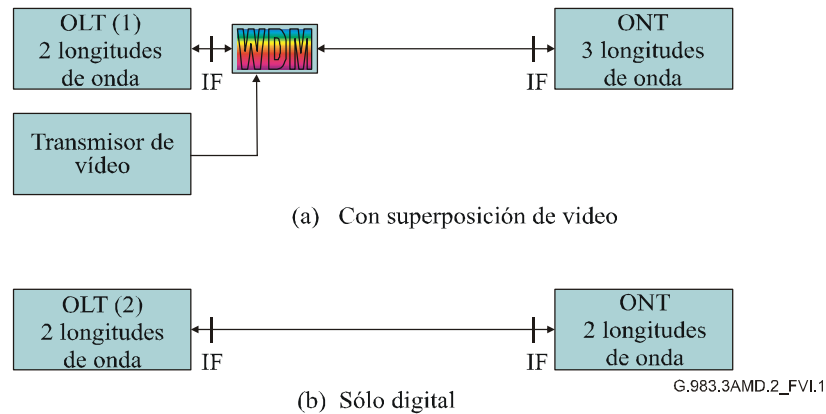 OLT (1)
2 longitudes
de onda
IF
WDM
IF
ONT
3 longitudes
de onda
Transmisor de
vídeo
(a) Con superposición de video
OLT (2)
2 longitudes
de onda
IF
IF
ONT
2 longitudes
de onda
G.983.3AMD.2_FVI.1
(b) Sólo digital